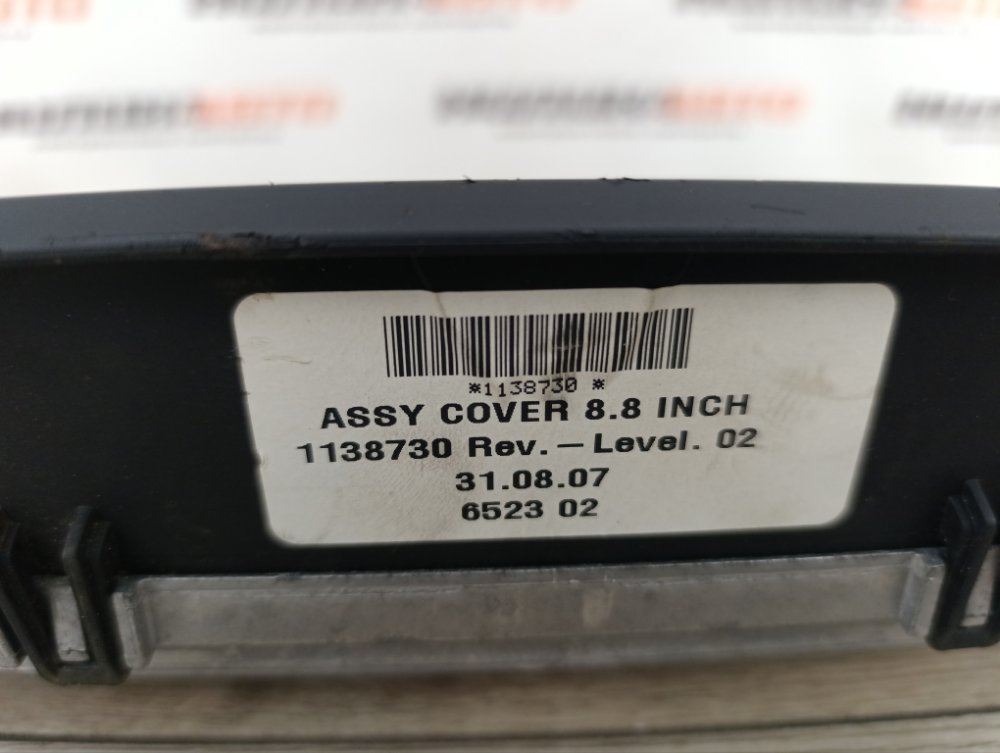 *1138730 *
ASSY COVER 8.8 INCH
1138730 Rev. – Level. 02
31.08.07
6523 02